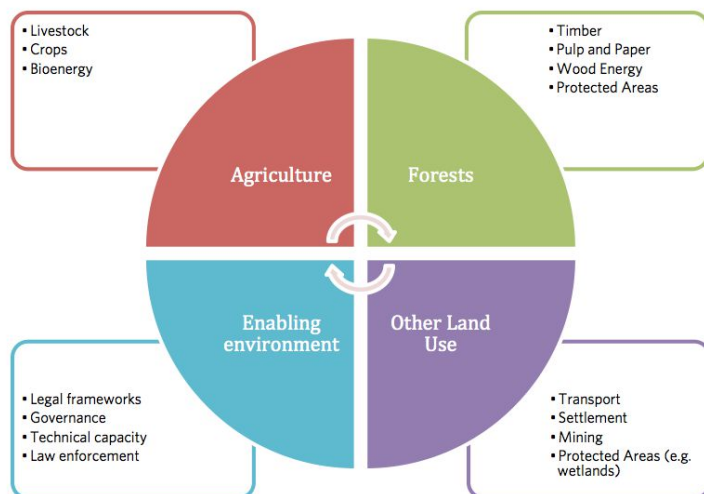 ▪ Livestock
▪ Crops
▪ Bioenergy
▪ Timber
▪ Pulp and Paper
▪ Wood Energy
▪ Protected Areas
Agriculture
Forests
Enabling
environment
Other Land
Use
▪ Legal frameworks
▪ Governance
▪ Technical capacity
▪ Law enforcement
▪ Transport
▪ Settlement
▪ Mining
▪ Protected Areas (e.g.
wetlands)